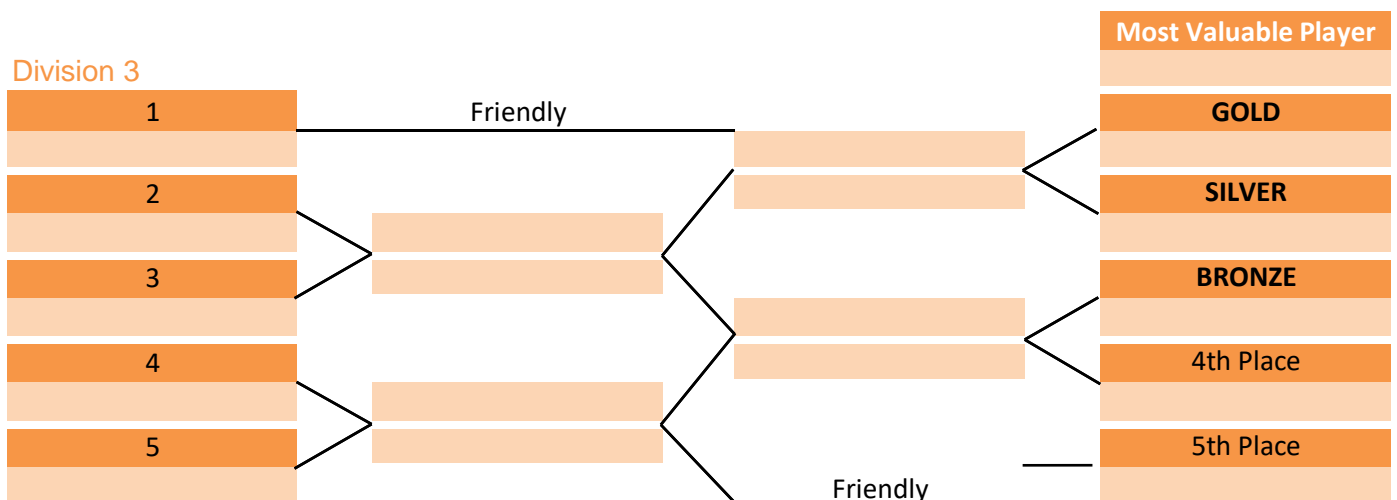 Most Valuable Player
Division 3
1
Friendly
GOLD
2
SILVER
3
BRONZE
4
4th Place
5
5th Place
Friendly